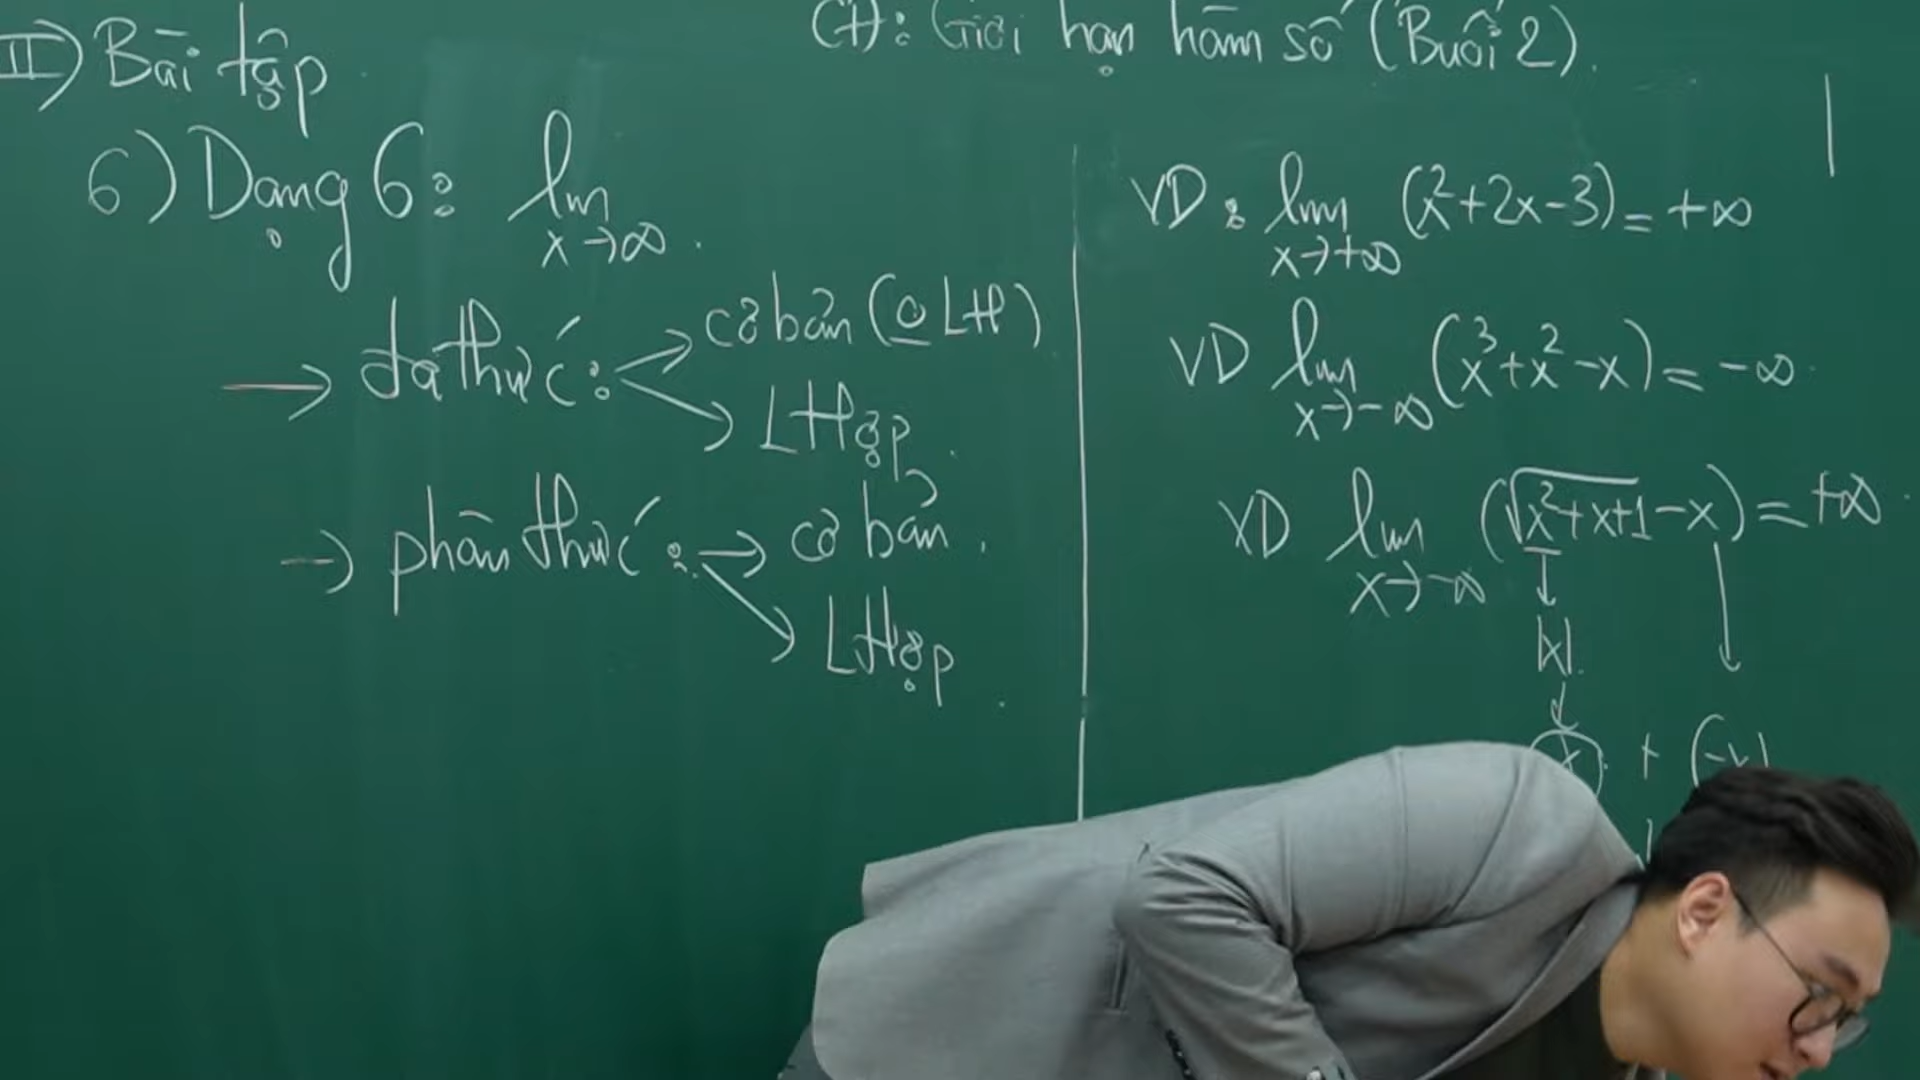 CĐ: Giới hạn hàm số (Buổi 2).
II) Bài tập
6) Dạng 6: lim x→∞
→ đa thức: → cơ bản (0 LH)
→ LHợp
→ phân thức: → cơ bản
→ LHợp
VD: lim x→+∞ (x²+2x-3) = +∞
VD lim x→-∞ (x³+x²-x) = -∞
VD lim x→-∞ (√x²+x+1 - x) = +∞
↓ ↓
|x|
↓
+ (-x)